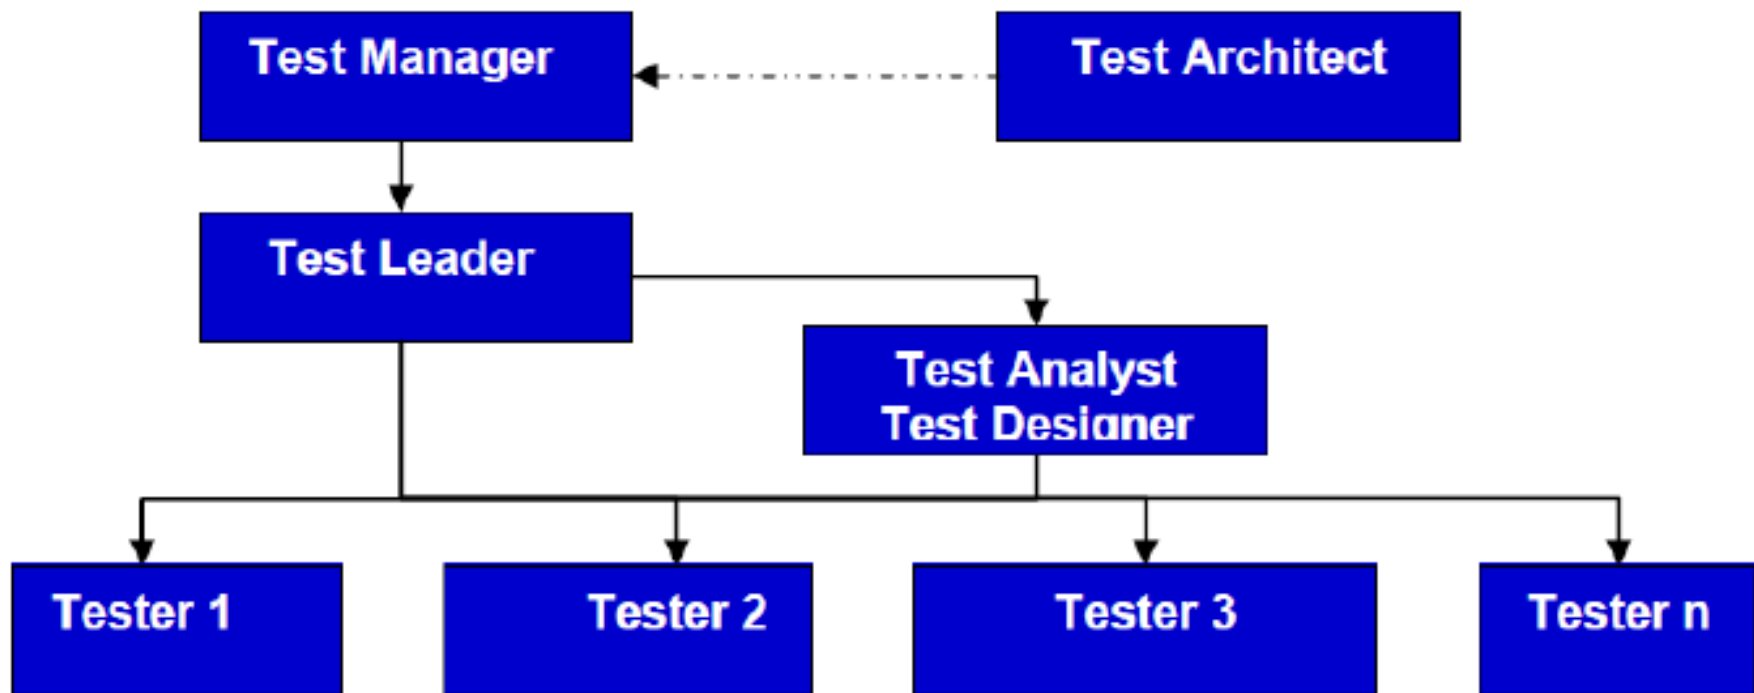 Test Manager
Test Architect
Test Leader
Test Analyst
Test Designer
Tester 1
Tester 2
Tester 3
Tester n